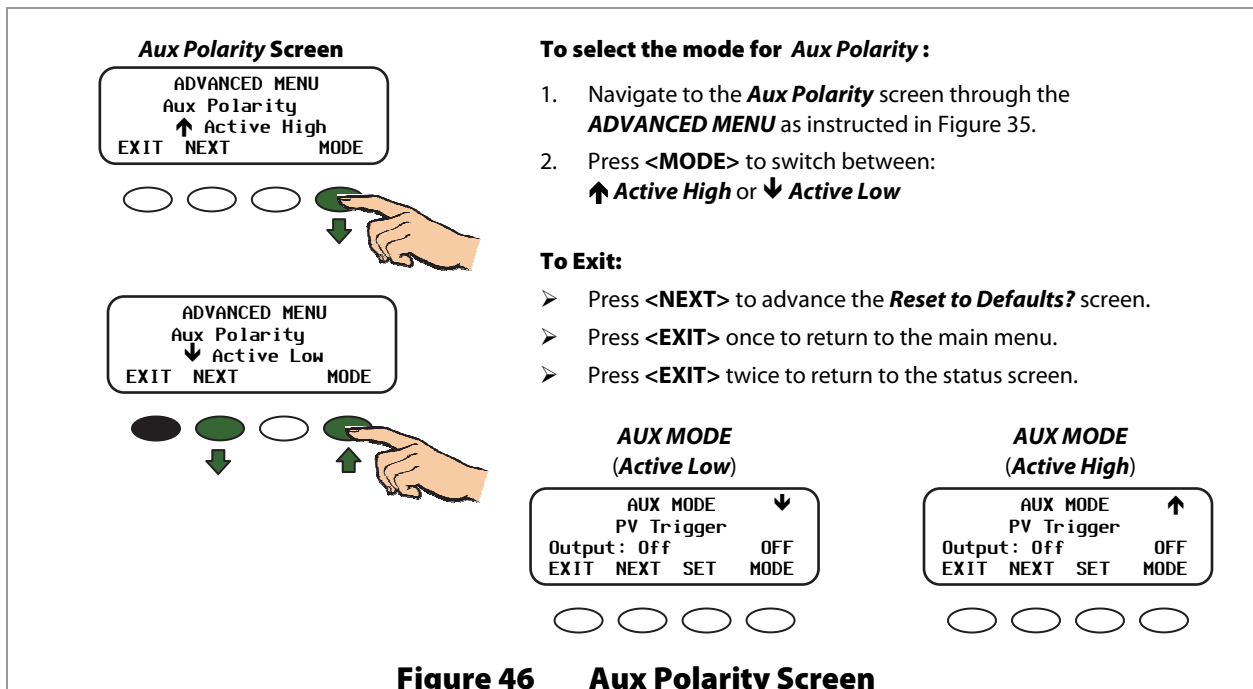 Aux Polarity Screen
ADVANCED MENU
Aux Polarity
↑ Active High
EXIT NEXT MODE
ADVANCED MENU
Aux Polarity
↓ Active Low
EXIT NEXT MODE
To select the mode for Aux Polarity :
1. Navigate to the Aux Polarity screen through the
ADVANCED MENU as instructed in Figure 35.
2. Press <MODE> to switch between:
↑ Active High or ↓ Active Low
To Exit:
➢ Press <NEXT> to advance the Reset to Defaults? screen.
➢ Press <EXIT> once to return to the main menu.
➢ Press <EXIT> twice to return to the status screen.
AUX MODE
(Active Low)
AUX MODE ↓
PV Trigger
Output: Off OFF
EXIT NEXT SET MODE
AUX MODE
(Active High)
AUX MODE ↑
PV Trigger
Output: Off OFF
EXIT NEXT SET MODE
Figure 46 Aux Polarity Screen